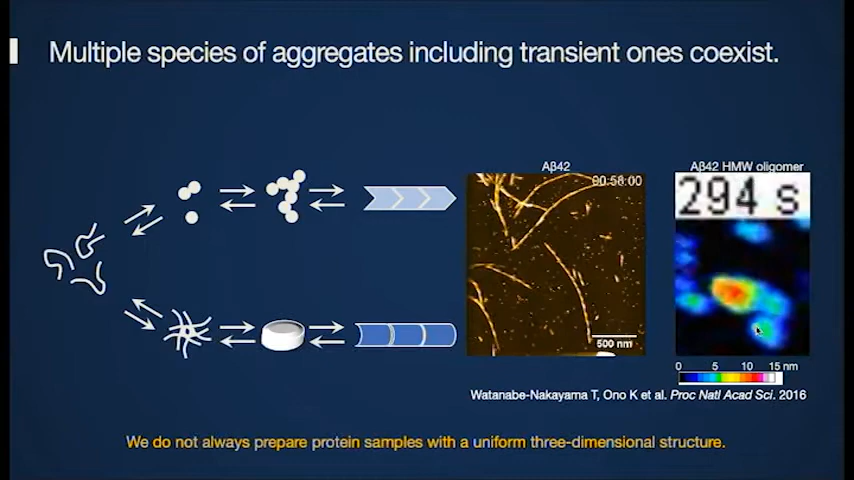 Multiple species of aggregates including transient ones coexist.
Aβ42
00:58:00
500 nm
Aβ42 HMW oligomer
294 s
0 5 10 15 nm
Watanabe-Nakayama T, Ono K et al. Proc Natl Acad Sci. 2016
We do not always prepare protein samples with a uniform three-dimensional structure.